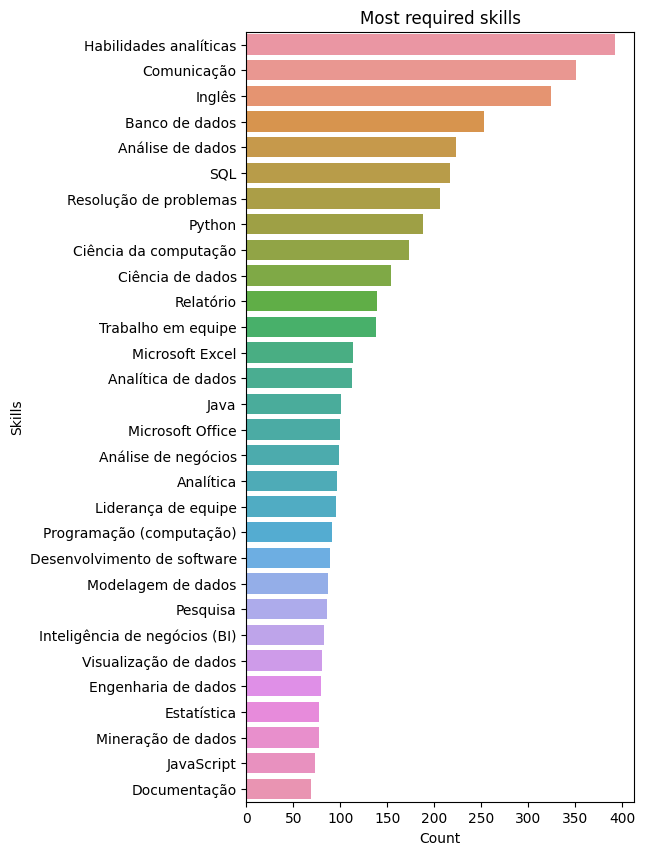 Most required skills
Habilidades analíticas
Comunicação
Inglês
Banco de dados
Análise de dados
SQL
Resolução de problemas
Python
Ciência da computação
Ciência de dados
Relatório
Trabalho em equipe
Microsoft Excel
Analítica de dados
Java
Microsoft Office
Análise de negócios
Analítica
Liderança de equipe
Programação (computação)
Desenvolvimento de software
Modelagem de dados
Pesquisa
Inteligência de negócios (BI)
Visualização de dados
Engenharia de dados
Estatística
Mineração de dados
JavaScript
Documentação
Skills
0 50 100 150 200 250 300 350 400
Count